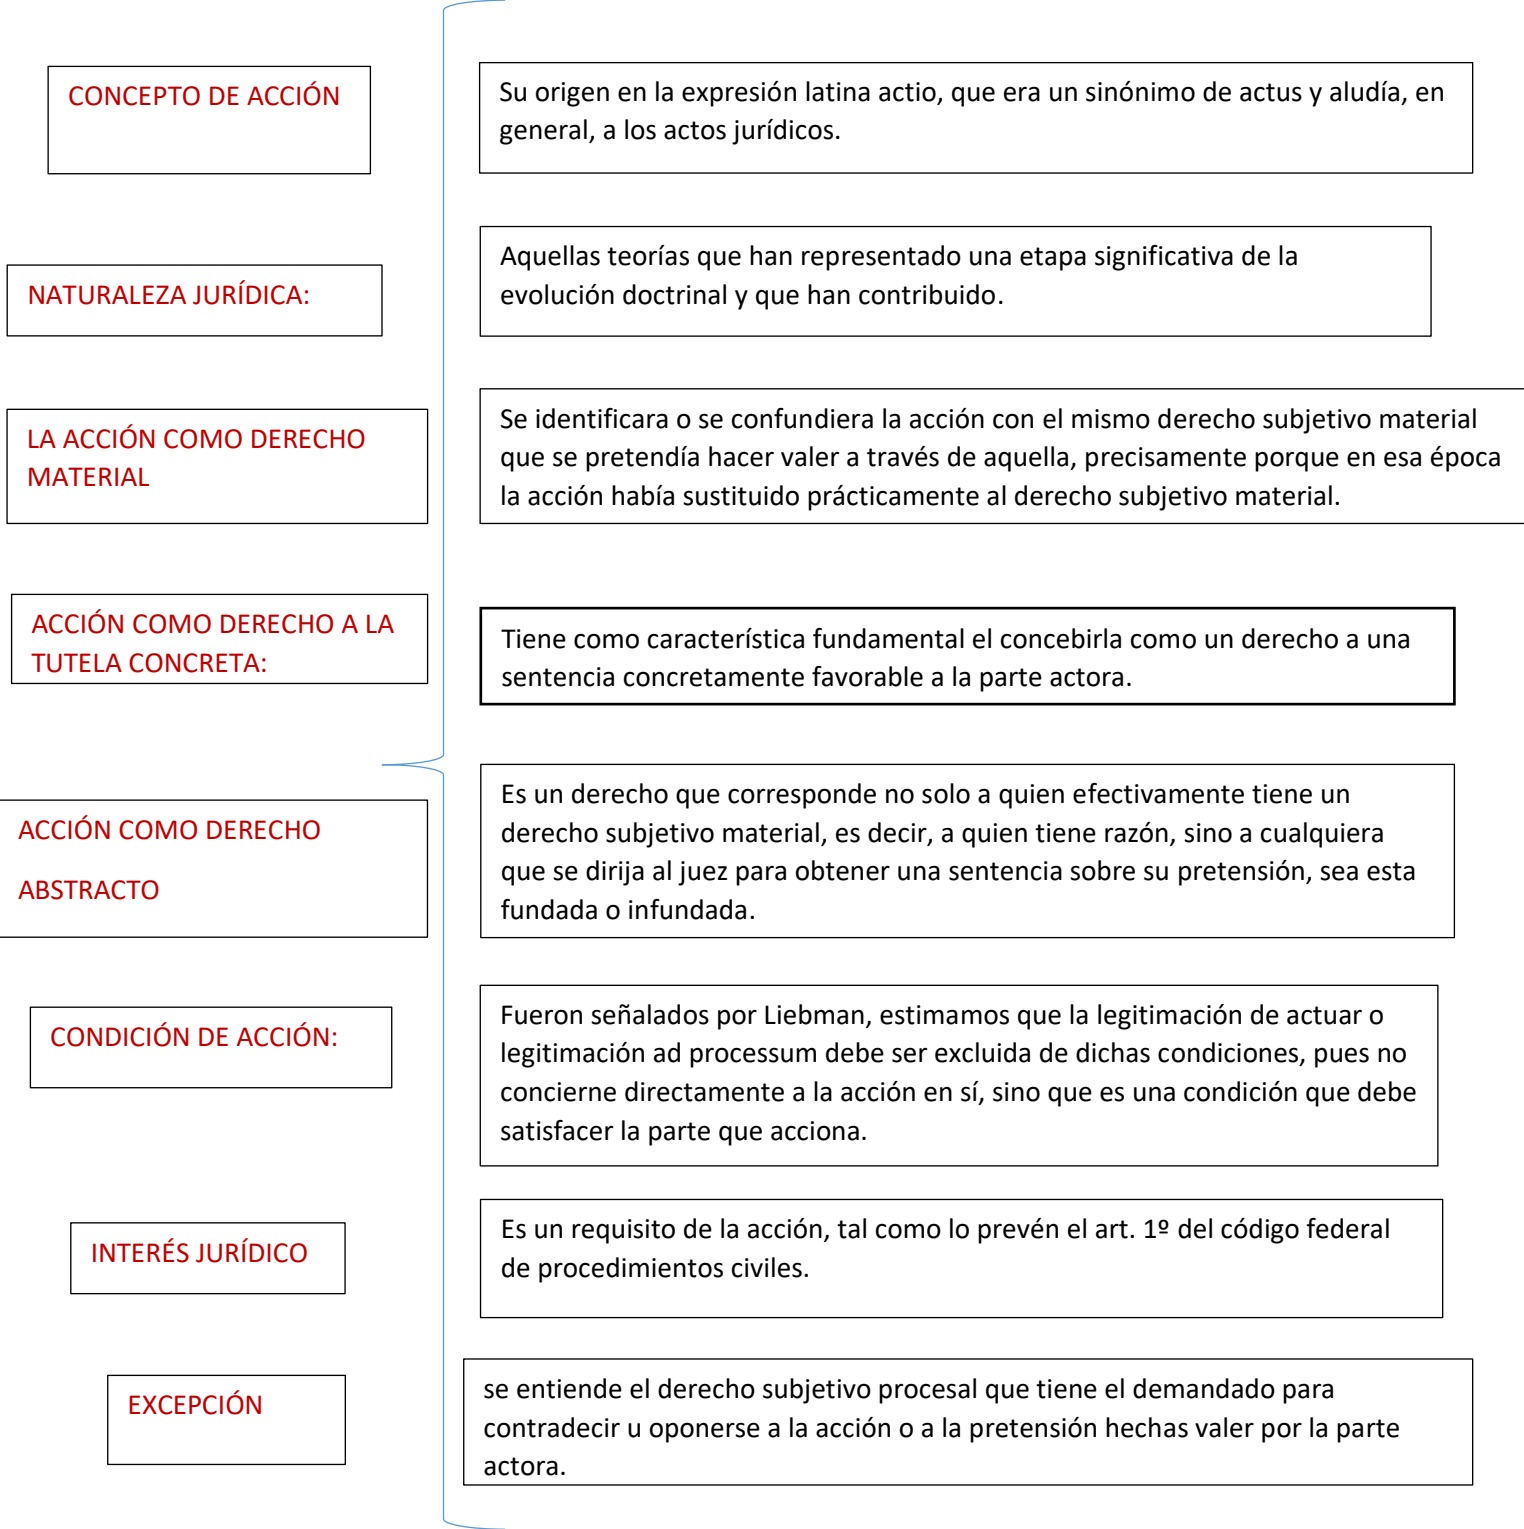 CONCEPTO DE ACCIÓN
Su origen en la expresión latina actio, que era un sinónimo de actus y aludía, en
general, a los actos jurídicos.
NATURALEZA JURÍDICA:
Aquellas teorías que han representado una etapa significativa de la
evolución doctrinal y que han contribuido.
LA ACCIÓN COMO DERECHO
MATERIAL
Se identificara o se confundiera la acción con el mismo derecho subjetivo material
que se pretendía hacer valer a través de aquella, precisamente porque en esa época
la acción había sustituido prácticamente al derecho subjetivo material.
ACCIÓN COMO DERECHO A LA
TUTELA CONCRETA:
Tiene como característica fundamental el concebirla como un derecho a una
sentencia concretamente favorable a la parte actora.
ACCIÓN COMO DERECHO
ABSTRACTO
Es un derecho que corresponde no solo a quien efectivamente tiene un
derecho subjetivo material, es decir, a quien tiene razón, sino a cualquiera
que se dirija al juez para obtener una sentencia sobre su pretensión, sea esta
fundada o infundada.
CONDICIÓN DE ACCIÓN:
Fueron señalados por Liebman, estimamos que la legitimación de actuar o
legitimación ad processum debe ser excluida de dichas condiciones, pues no
concierne directamente a la acción en sí, sino que es una condición que debe
satisfacer la parte que acciona.
INTERÉS JURÍDICO
Es un requisito de la acción, tal como lo prevén el art. 1º del código federal
de procedimientos civiles.
EXCEPCIÓN
se entiende el derecho subjetivo procesal que tiene el demandado para
contradecir u oponerse a la acción o a la pretensión hechas valer por la parte
actora.